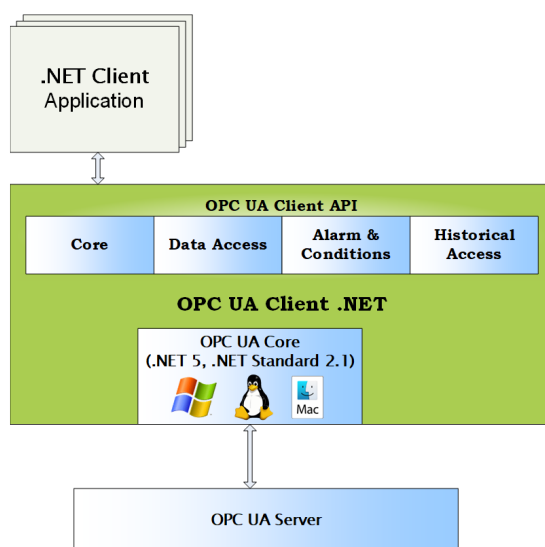 .NET Client
Application
OPC UA Client API
Core
Data Access
Alarm &
Conditions
Historical
Access
OPC UA Client .NET
OPC UA Core
(.NET 5, .NET Standard 2.1)
Mac
OPC UA Server